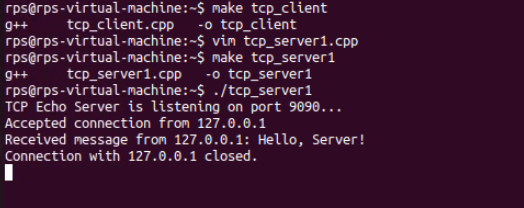 rps@rps-virtual-machine:~$ make tcp_client
g++     tcp_client.cpp   -o tcp_client
rps@rps-virtual-machine:~$ vim tcp_server1.cpp
rps@rps-virtual-machine:~$ make tcp_server1
g++     tcp_server1.cpp   -o tcp_server1
rps@rps-virtual-machine:~$ ./tcp_server1
TCP Echo Server is listening on port 9090...
Accepted connection from 127.0.0.1
Received message from 127.0.0.1: Hello, Server!
Connection with 127.0.0.1 closed.